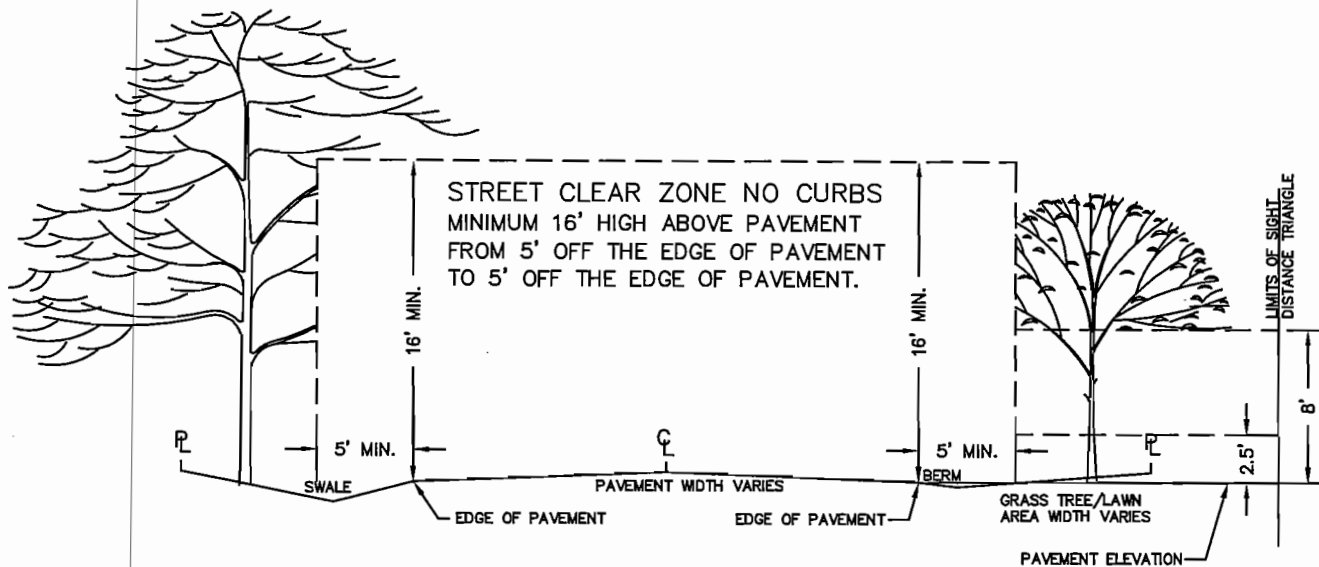 STREET CLEAR ZONE NO CURBS
MINIMUM 16' HIGH ABOVE PAVEMENT
FROM 5' OFF THE EDGE OF PAVEMENT
TO 5' OFF THE EDGE OF PAVEMENT.
16' MIN.
16' MIN.
LIMITS OF SIGHT
DISTANCE TRIANGLE
8'
2.5'
PL
5' MIN.
CL
5' MIN.
PL
SWALE
PAVEMENT WIDTH VARIES
BERM
GRASS TREE/LAWN
AREA WIDTH VARIES
EDGE OF PAVEMENT
EDGE OF PAVEMENT
PAVEMENT ELEVATION